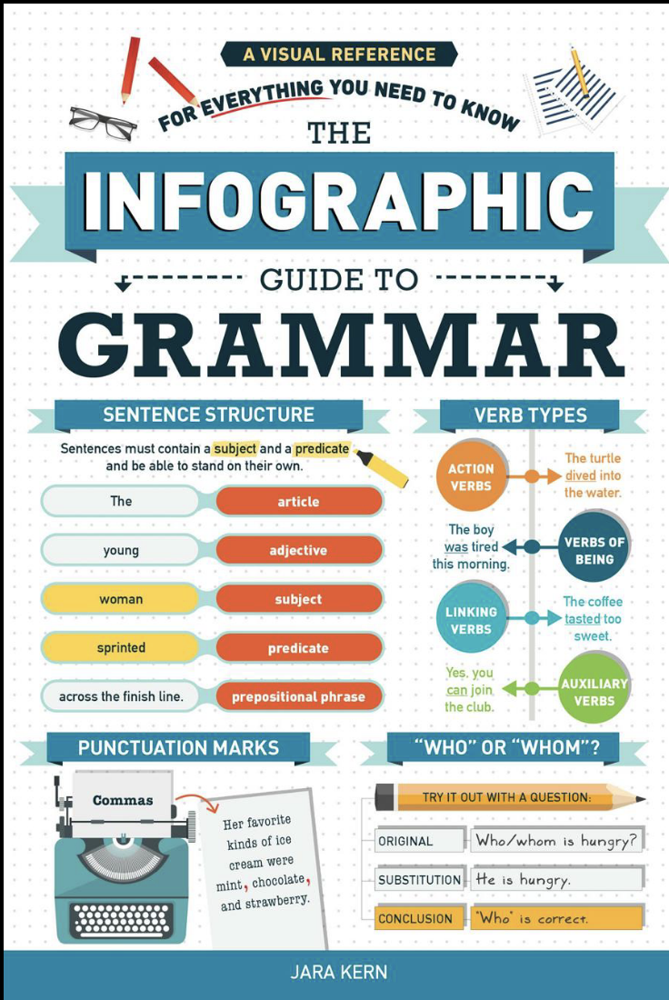 A VISUAL REFERENCE
FOR EVERYTHING YOU NEED TO KNOW
THE
INFOGRAPHIC
GUIDE TO
GRAMMAR
SENTENCE STRUCTURE
Sentences must contain a subject and a predicate
and be able to stand on their own.
The article
young adjective
woman subject
sprinted predicate
across the finish line. prepositional phrase
VERB TYPES
ACTION
VERBS
The turtle
dived into
the water.
The boy
was tired
this morning.
VERBS OF
BEING
LINKING
VERBS
The coffee
tasted too
sweet.
Yes, you
can join
the club.
AUXILIARY
VERBS
PUNCTUATION MARKS
Commas
Her favorite
kinds of ice
cream were
mint, chocolate,
and strawberry.
"WHO" OR "WHOM"?
TRY IT OUT WITH A QUESTION:
ORIGINAL Who/whom is hungry?
SUBSTITUTION He is hungry.
CONCLUSION "Who" is correct.
JARA KERN